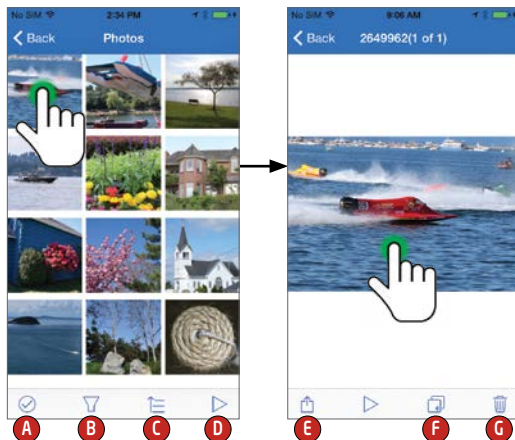 No SIM 2:34 PM
Back Photos
No SIM 9:06 AM
Back 2649962(1 of 1)
A B C D
E F G